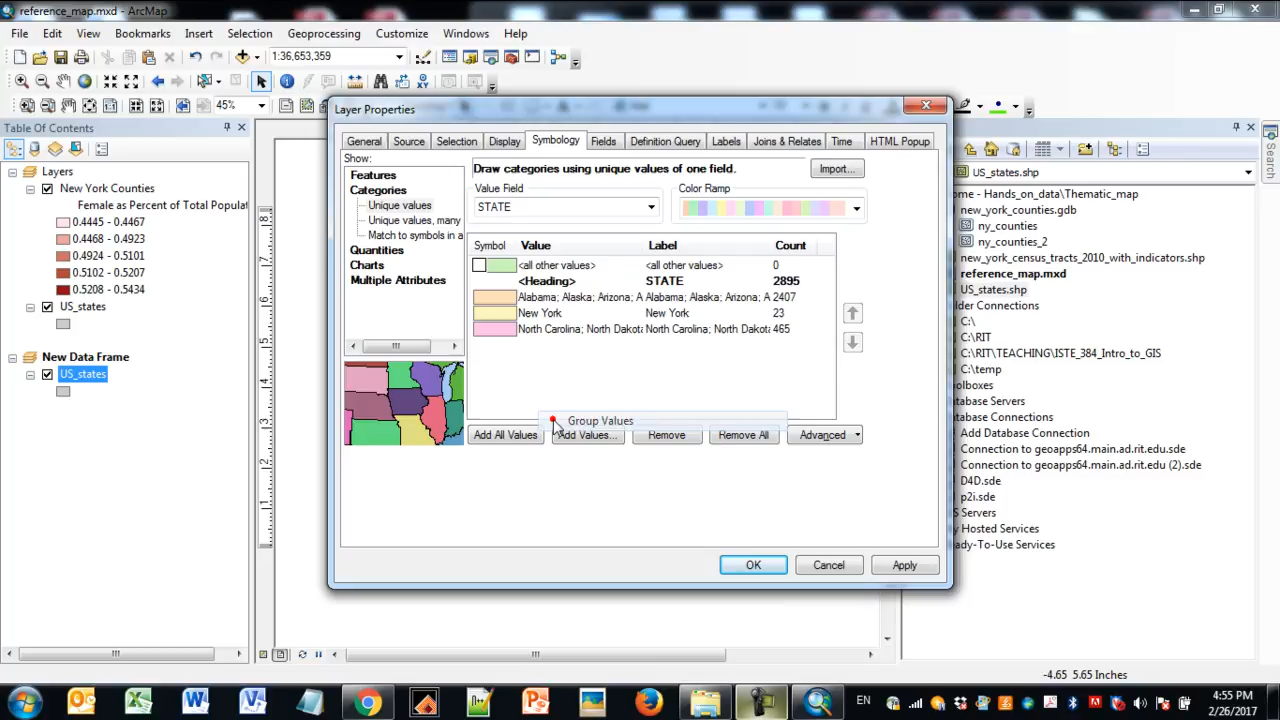 reference_map.mxd - ArcMap
File Edit View Bookmarks Insert Selection Geoprocessing Customize Windows Help
1:36,653,359
45%
Table Of Contents
Layers
New York Counties
Female as Percent of Total Populat
0.4445 - 0.4467
0.4468 - 0.4923
0.4924 - 0.5101
0.5102 - 0.5207
0.5208 - 0.5434
US_states
New Data Frame
US_states
Layer Properties
General Source Selection Display Symbology Fields Definition Query Labels Joins & Relates Time HTML Popup
Show:
Features
Categories
Unique values
Unique values, many
Match to symbols in a
Quantities
Charts
Multiple Attributes
Draw categories using unique values of one field.
Import...
Value Field
STATE
Color Ramp
Symbol Value Label Count
<all other values> <all other values> 0
<Heading> STATE 2895
Alabama; Alaska; Arizona; A Alabama; Alaska; Arizona; A 2407
New York New York 23
North Carolina; North Dakota North Carolina; North Dakota 465
Group Values
Add All Values Add Values... Remove Remove All Advanced
OK Cancel Apply
US_states.shp
ome - Hands_on_data\Thematic_map
new_york_counties.gdb
ny_counties
ny_counties_2
new_york_census_tracts_2010_with_indicators.shp
reference_map.mxd
US_states.shp
older Connections
C:\
C:\RIT
C:\RIT\TEACHING\ISTE_384_Intro_to_GIS
C:\temp
oolboxes
atabase Servers
atabase Connections
Add Database Connection
Connection to geoapps64.main.ad.rit.edu.sde
Connection to geoapps64.main.ad.rit.edu (2).sde
D4D.sde
p2i.sde
S Servers
y Hosted Services
eady-To-Use Services
Search
-4.65 5.65 Inches
EN
4:55 PM
2/26/2017